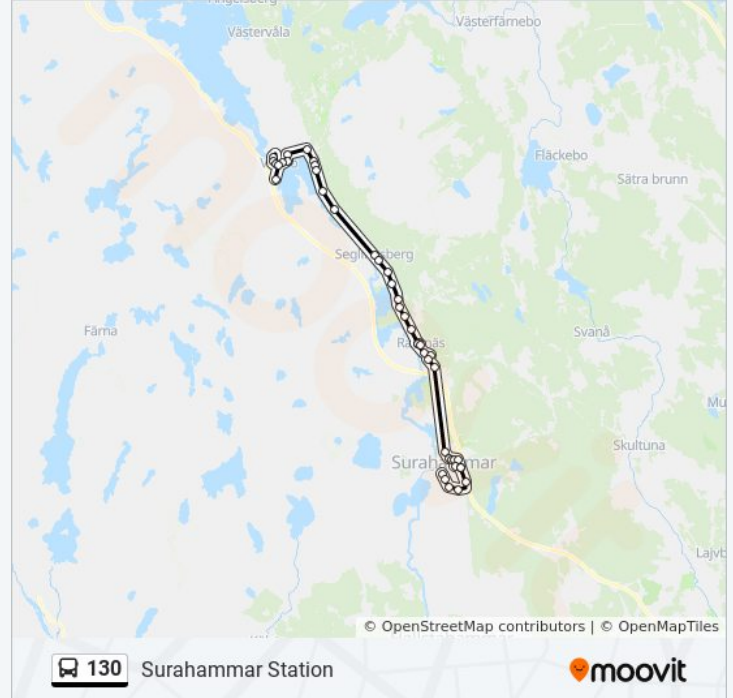 Ängelsberg
Västervåla
Västerfärnebo
Fläckebo
Sätra brunn
Seglingsberg
Färna
Svanå
Ramnäs
Mu
Skultuna
Surahammar
Lajvb
© OpenStreetMap contributors | © OpenMapTiles
130 Surahammar Station
moovit